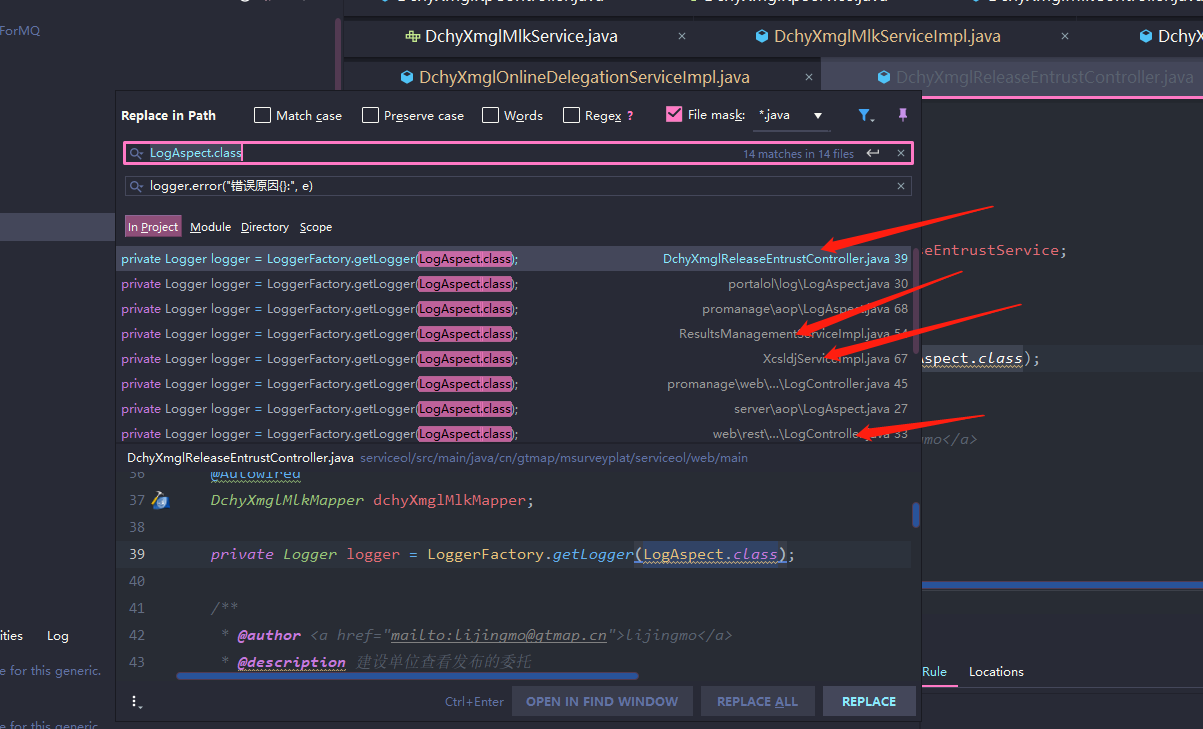 ForMQ
DchyXmglMlkService.java
DchyXmglMlkServiceImpl.java
DchyX
DchyXmglOnlineDelegationServiceImpl.java
DchyXmglReleaseEntrustController.java
Replace in Path
Match case
Preserve case
Words
Regex ?
File mask:
*.java
LogAspect.class
14 matches in 14 files
logger.error("错误原因{}:", e)
In Project
Module
Directory
Scope
eEntrustService;
private Logger logger = LoggerFactory.getLogger(LogAspect.class); DchyXmglReleaseEntrustController.java 39
private Logger logger = LoggerFactory.getLogger(LogAspect.class); portalol\log\LogAspect.java 30
private Logger logger = LoggerFactory.getLogger(LogAspect.class); promanage\aop\LogAspect.java 68
private Logger logger = LoggerFactory.getLogger(LogAspect.class); ResultsManagementServiceImpl.java 54
private Logger logger = LoggerFactory.getLogger(LogAspect.class); XcsldjServiceImpl.java 67
spect.class);
private Logger logger = LoggerFactory.getLogger(LogAspect.class); promanage\web\...\LogController.java 45
private Logger logger = LoggerFactory.getLogger(LogAspect.class); server\aop\LogAspect.java 27
private Logger logger = LoggerFactory.getLogger(LogAspect.class); web\rest\...\LogController.java 33
mo</a>
DchyXmglReleaseEntrustController.java serviceol/src/main/java/cn/gtmap/msurveyplat/serviceol/web/main
36 @Autowired
37 DchyXmglMlkMapper dchyXmglMlkMapper;
38
39 private Logger logger = LoggerFactory.getLogger(LogAspect.class);
40
41 /**
42 * @author <a href="mailto:lijingmo@gtmap.cn">lijingmo</a>
43 * @description 建设单位查看发布的委托
ities
Log
e for this generic.
Rule
Locations
Ctrl+Enter
OPEN IN FIND WINDOW
REPLACE ALL
REPLACE
e for this generic.